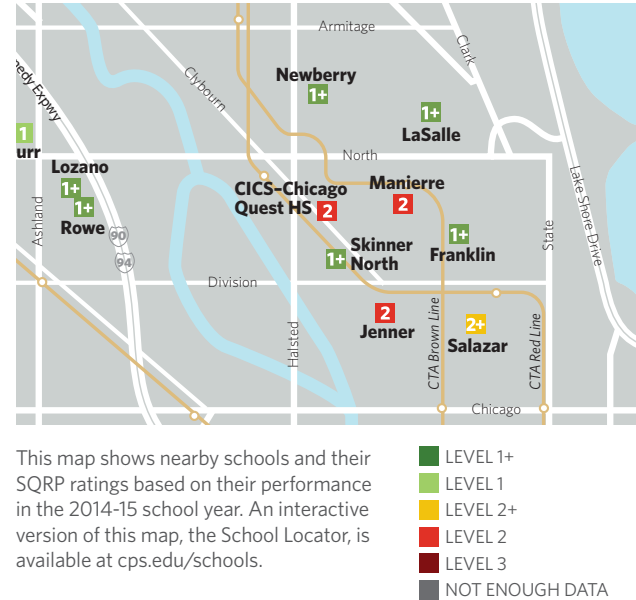 Armitage
Clark
Clybourn
Newberry
1+
1+
LaSalle
edy Expwy
1
urr
North
Lozano
1+
1+
Rowe
CICS–Chicago
Quest HS 2
Manierre
2
Lake Shore Drive
Ashland
90
94
1+
Skinner
North
1+
Franklin
State
Division
Halsted
2
Jenner
2+
Salazar
CTA Brown Line
CTA Red Line
Chicago
This map shows nearby schools and their
SQRP ratings based on their performance
in the 2014-15 school year. An interactive
version of this map, the School Locator, is
available at cps.edu/schools.
LEVEL 1+
LEVEL 1
LEVEL 2+
LEVEL 2
LEVEL 3
NOT ENOUGH DATA